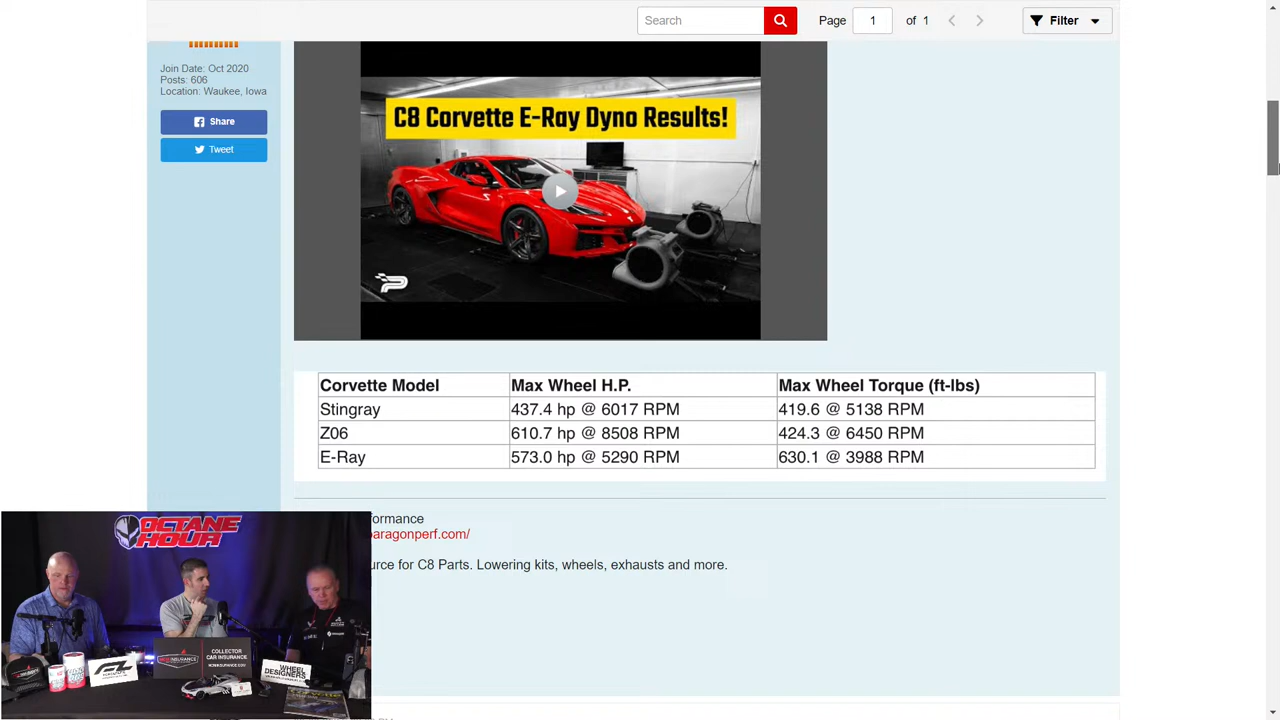 Search
Page
1
of 1
Filter
Join Date: Oct 2020
Posts: 606
Location: Waukee, Iowa
Share
Tweet
C8 Corvette E-Ray Dyno Results!
Corvette Model Max Wheel H.P. Max Wheel Torque (ft-lbs)
Stingray 437.4 hp @ 6017 RPM 419.6 @ 5138 RPM
Z06 610.7 hp @ 8508 RPM 424.3 @ 6450 RPM
E-Ray 573.0 hp @ 5290 RPM 630.1 @ 3988 RPM
formance
paragonperf.com/
urce for C8 Parts. Lowering kits, wheels, exhausts and more.
OCTANE
HOUR
INSURANCE
COLLECTOR
CAR INSURANCE
WHEEL
DESIGNERS